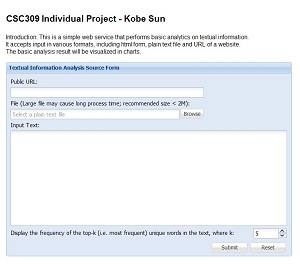 CSC309 Individual Project - Kobe Sun
Introduction: This is a simple web service that performs basic analytics on textual information.
It accepts input in various formats, including html form, plain text file and URL of a website.
The basic analysis result will be visualized in charts.
Textual Information Analysis Source Form
Public URL:
File (Large file may cause long process time; recommended size < 2M):
Select a plain text file
Browse
Input Text:
Display the frequency of the top-k (i.e. most frequent) unique words in the text, where k:
5
Submit
Reset